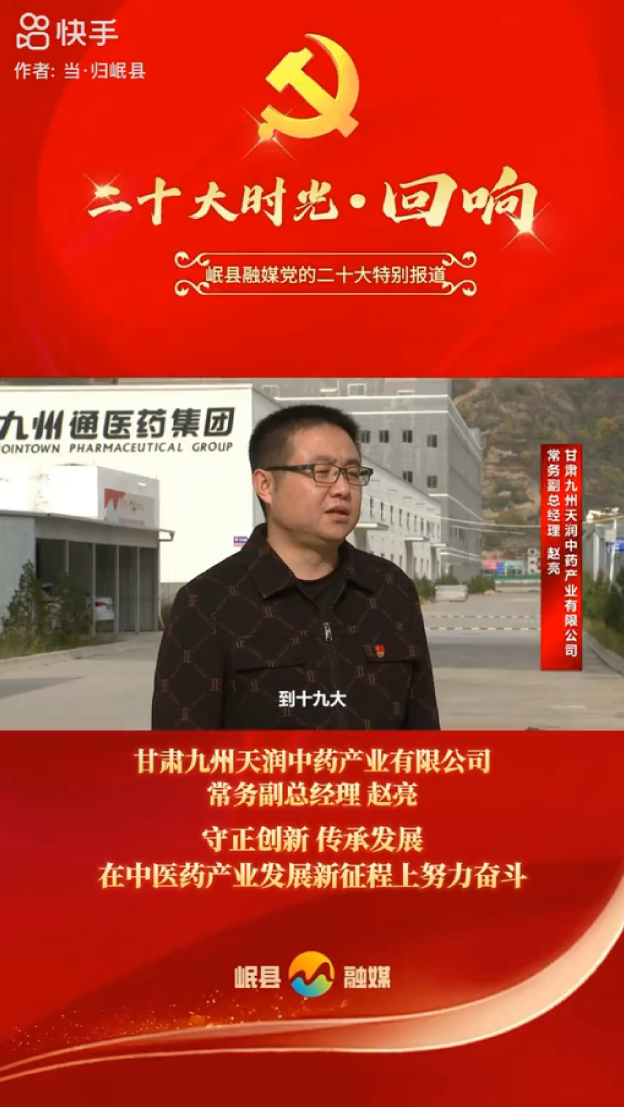 快手
作者: 当·归岷县
二十大时光·回响
岷县融媒党的二十大特别报道
九州通医药集团
OINTOWN PHARMACEUTICAL GROUP
甘肃九州天润中药产业有限公司
常务副总经理 赵亮
到十九大
甘肃九州天润中药产业有限公司
常务副总经理 赵亮
守正创新 传承发展
在中医药产业发展新征程上努力奋斗
岷县 融媒